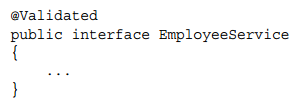 @Validated
public interface EmployeeService
{
...
}